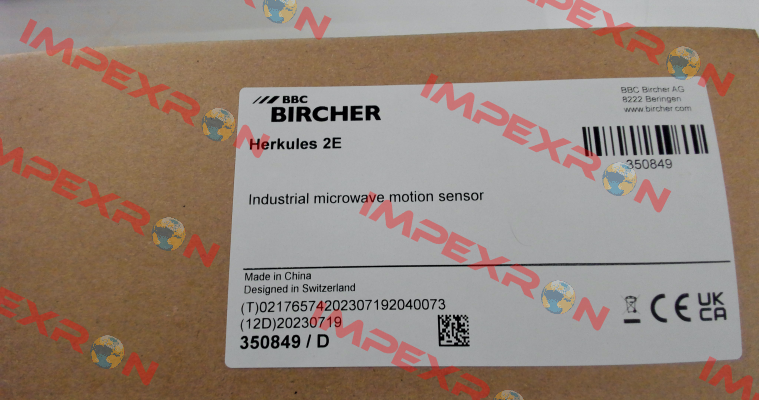 BBC
BIRCHER
BBC Bircher AG
8222 Beringen
www.bircher.com
Herkules 2E
350849
Industrial microwave motion sensor
Made in China
Designed in Switzerland
(T)02176574202307192040073
(12D)20230719
350849 / D
CE
UK
CA
IMPEXRON
IMPEXRON
IMPEXRON
IMPEXRON
IMPEXRON
IMPEXRON